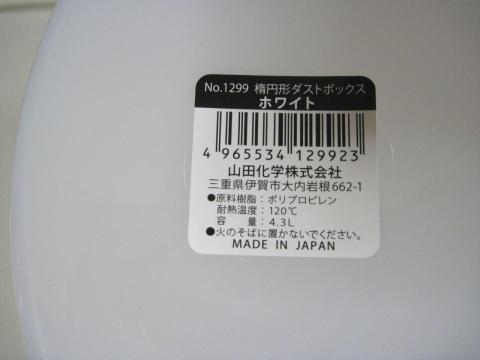 No.1299 楕円形ダストボックス
ホワイト
4 965534 129923
山田化学株式会社
三重県伊賀市大内岩根662-1
●原料樹脂：ポリプロピレン
耐熱温度：120℃
容　　量：4.3L
●火のそばに置かないでください。
MADE IN JAPAN